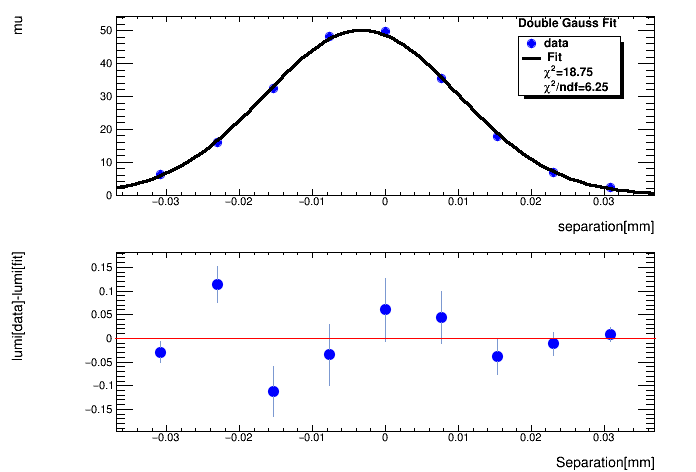 mu
Double Gauss Fit
data
Fit
χ²=18.75
χ²/ndf=6.25
50
40
30
20
10
0
−0.03 −0.02 −0.01 0 0.01 0.02 0.03
separation[mm]
lumi[data]-lumi[fit]
0.15
0.1
0.05
0
−0.05
−0.1
−0.15
−0.03 −0.02 −0.01 0 0.01 0.02 0.03
Separation[mm]